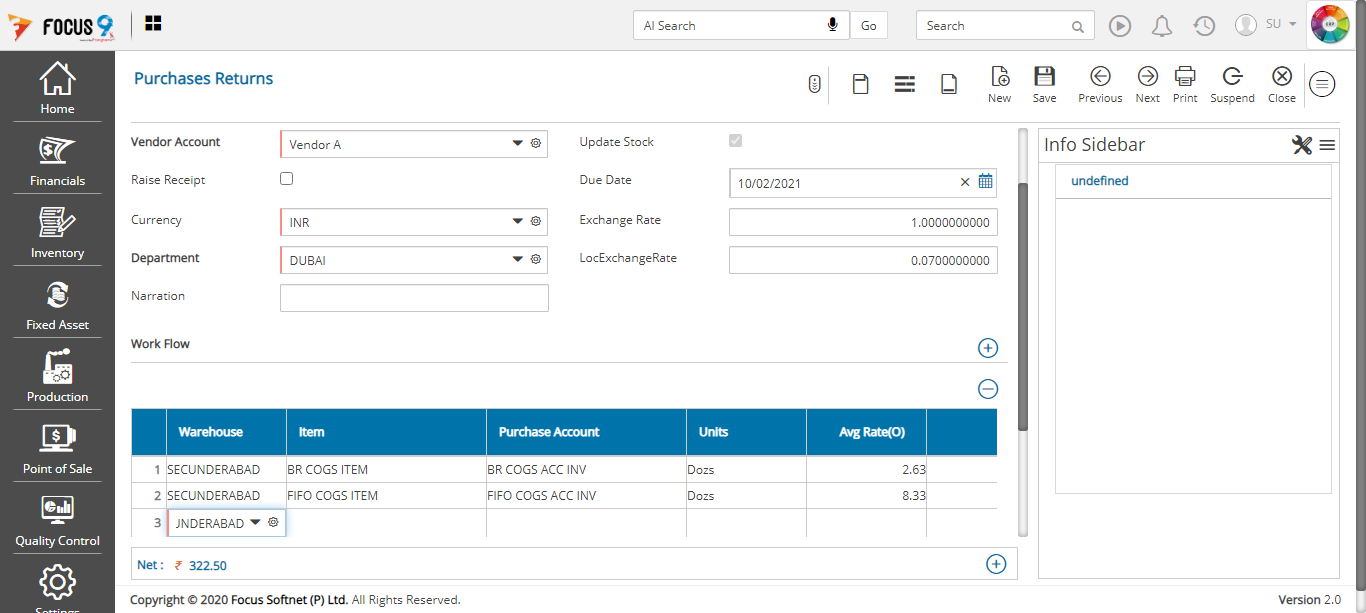 FOCUS 9
AI Search
Go
Search
SU
ERP
Home
Financials
Inventory
Fixed Asset
Production
Point of Sale
Quality Control
Settings
Purchases Returns
New
Save
Previous
Next
Print
Suspend
Close
Vendor Account
Vendor A
Update Stock
Raise Receipt
Due Date
10/02/2021
Currency
INR
Exchange Rate
1.0000000000
Department
DUBAI
LocExchangeRate
0.0700000000
Narration
Work Flow
Warehouse Item Purchase Account Units Avg Rate(O)
1 SECUNDERABAD BR COGS ITEM BR COGS ACC INV Dozs 2.63
2 SECUNDERABAD FIFO COGS ITEM FIFO COGS ACC INV Dozs 8.33
3 UNDERABAD
Net : ₹ 322.50
Info Sidebar
undefined
Copyright © 2020 Focus Softnet (P) Ltd. All Rights Reserved.
Version 2.0